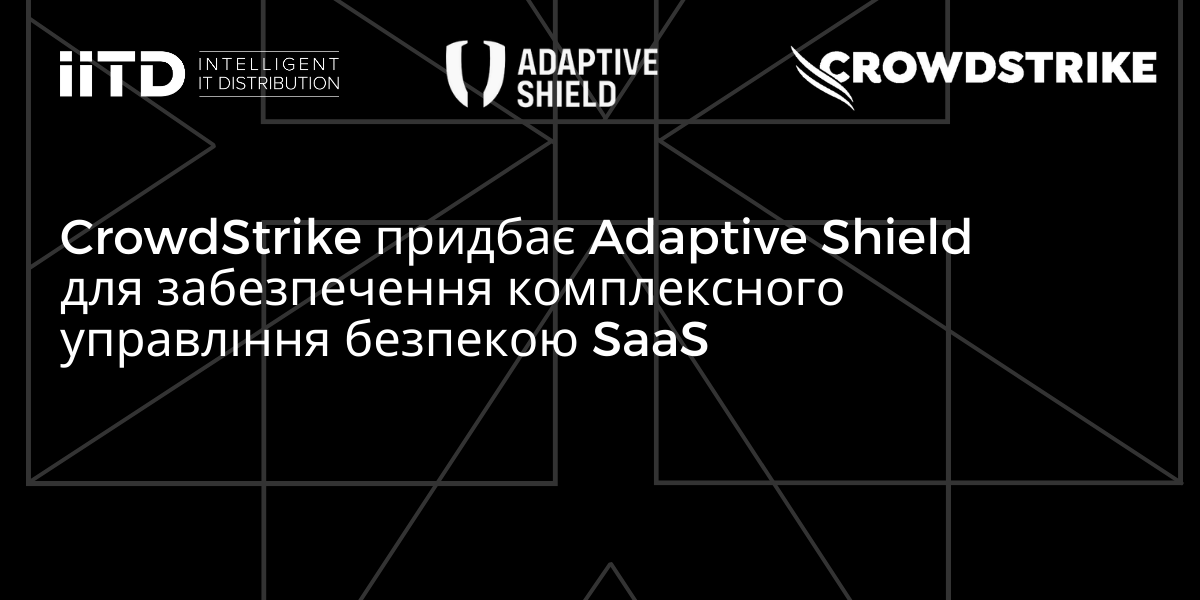 iiTD
INTELLIGENT
IT DISTRIBUTION
ADAPTIVE
SHIELD
CROWDSTRIKE
CrowdStrike придбає Adaptive Shield
для забезпечення комплексного
управління безпекою SaaS